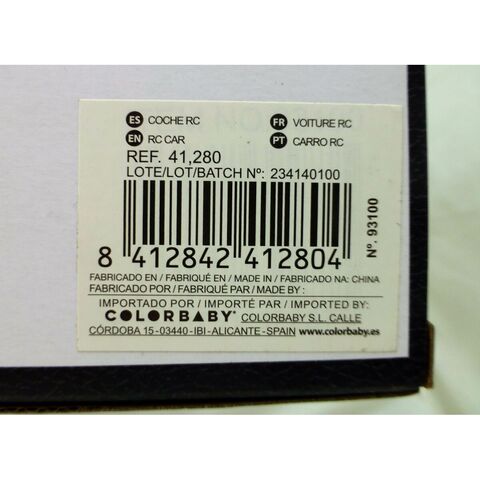 ES COCHE RC FR VOITURE RC
EN RC CAR PT CARRO RC
REF. 41,280
LOTE/LOT/BATCH Nº: 234140100
8 412842 412804
Nº. 93100
FABRICADO EN / FABRIQUÉ EN / MADE IN / FABRICADO NA: CHINA
FABRICADO POR / FABRIQUÉ PAR / MADE BY :
IMPORTADO POR / IMPORTÉ PAR / IMPORTED BY:
COLORBABY® COLORBABY S.L. CALLE
CÓRDOBA 15-03440-IBI-ALICANTE-SPAIN www.colorbaby.es